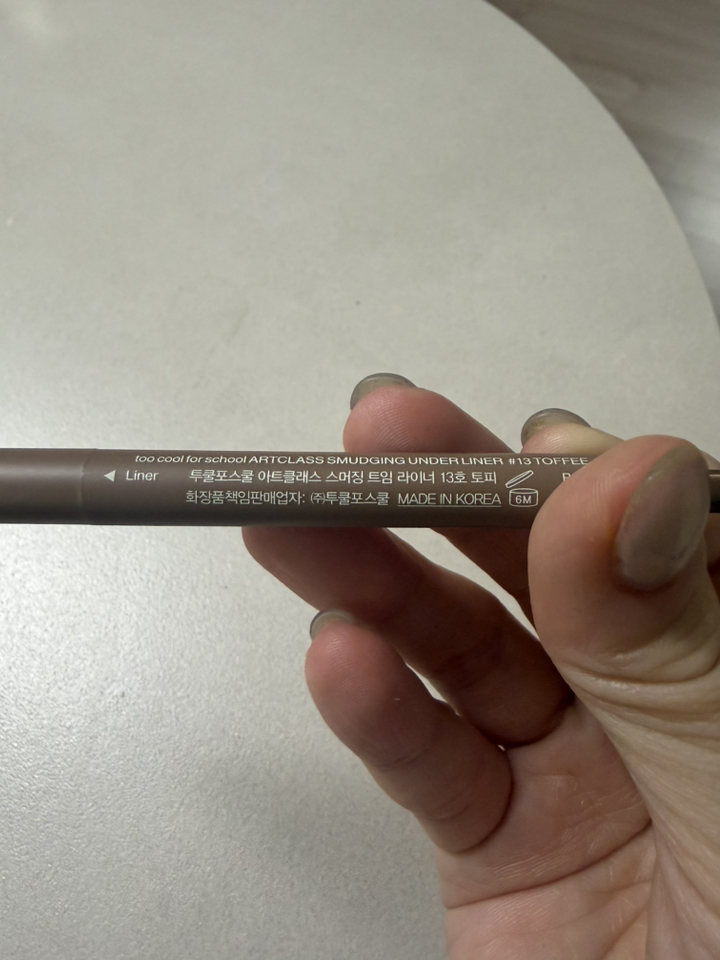 too cool for school ARTCLASS SMUDGING UNDER LINER #13 TOFFEE
◀ Liner 투쿨포스쿨 아트클래스 스머징 트임 라이너 13호 토피
화장품책임판매업자: ㈜투쿨포스쿨 MADE IN KOREA 6M